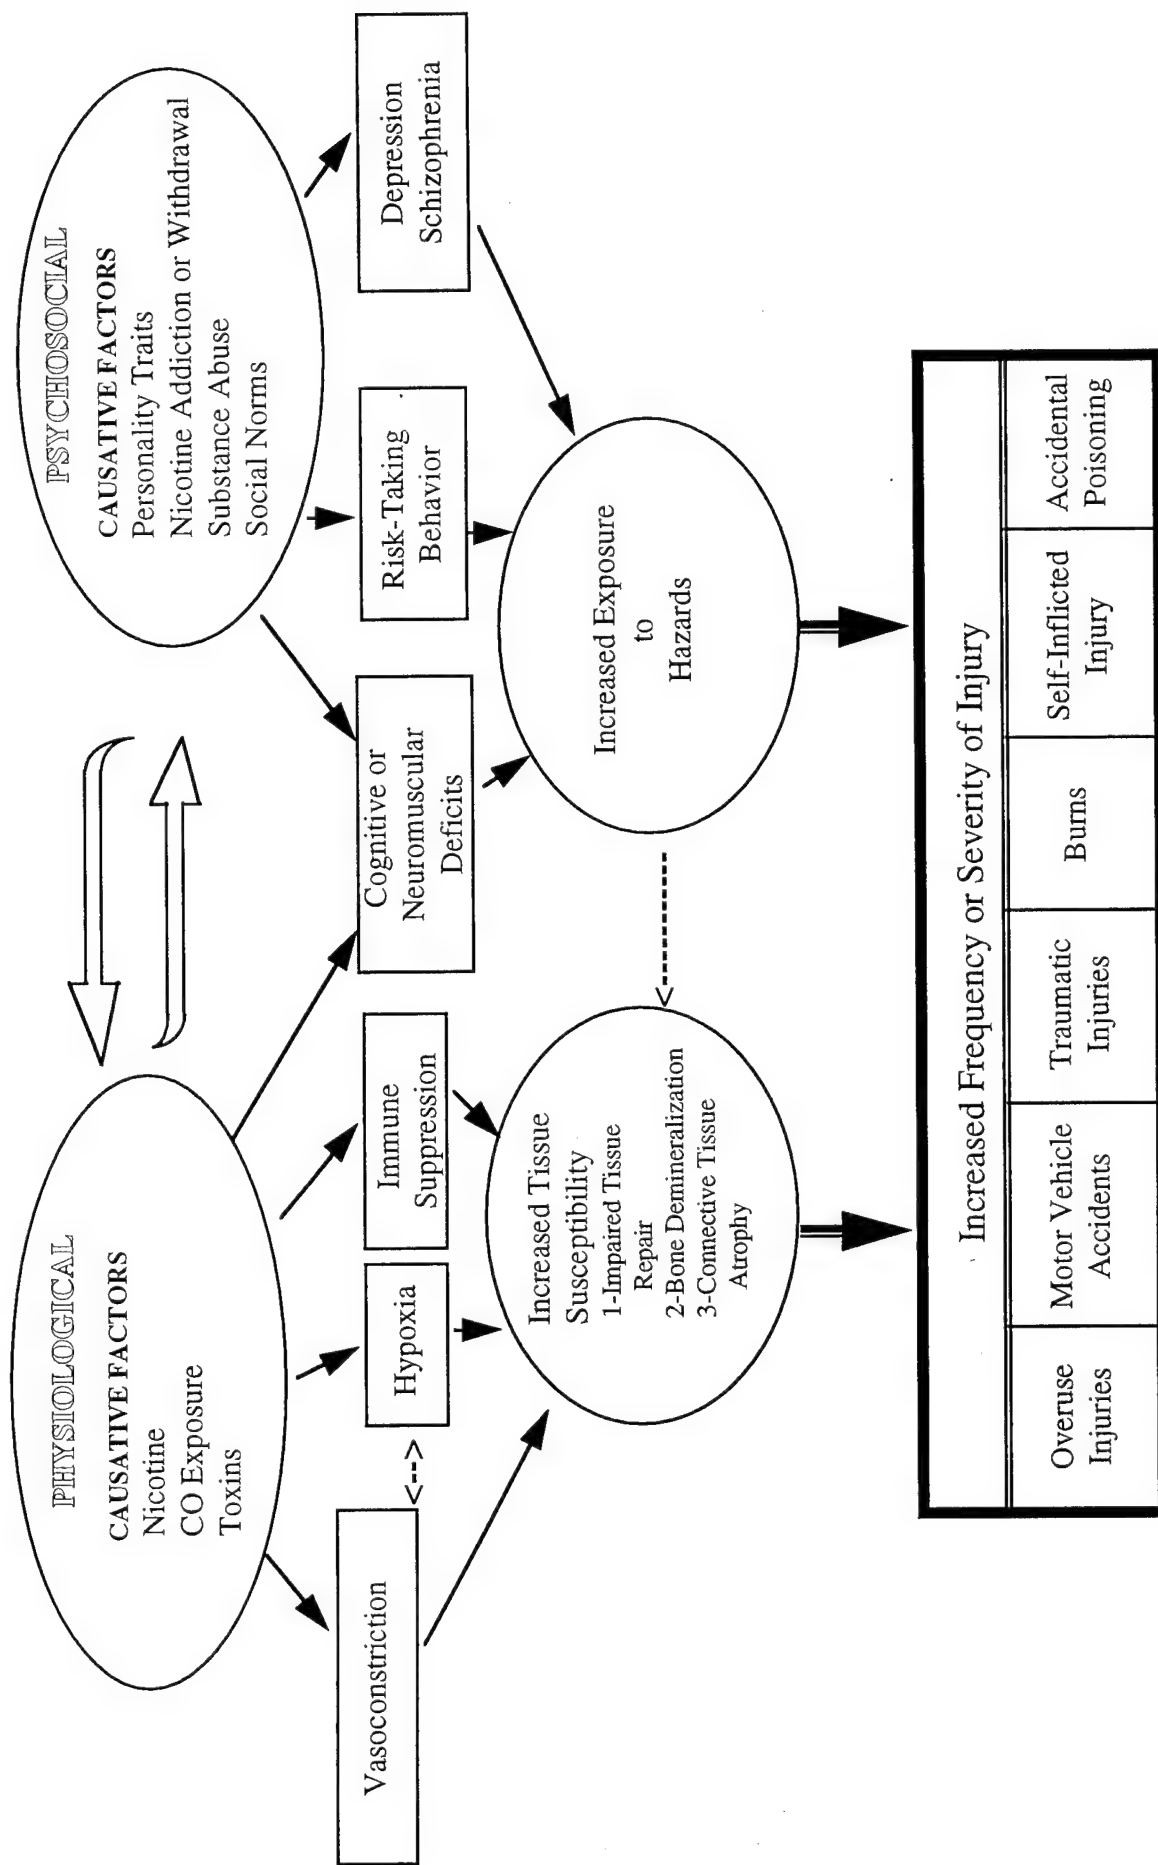 PHYSIOLOGICAL
CAUSATIVE FACTORS
Nicotine
CO Exposure
Toxins
PSYCHOSOCIAL
CAUSATIVE FACTORS
Personality Traits
Nicotine Addiction or Withdrawal
Substance Abuse
Social Norms
Vasoconstriction
<-->
Hypoxia
Immune
Suppression
Cognitive or
Neuromuscular
Deficits
Risk-Taking
Behavior
Depression
Schizophrenia
Increased Tissue
Susceptibility
1-Impaired Tissue
Repair
2-Bone Demineralization
3-Connective Tissue
Atrophy
Increased Exposure
to
Hazards
Increased Frequency or Severity of Injury
Overuse
Injuries
Motor Vehicle
Accidents
Traumatic
Injuries
Burns
Self-Inflicted
Injury
Accidental
Poisoning